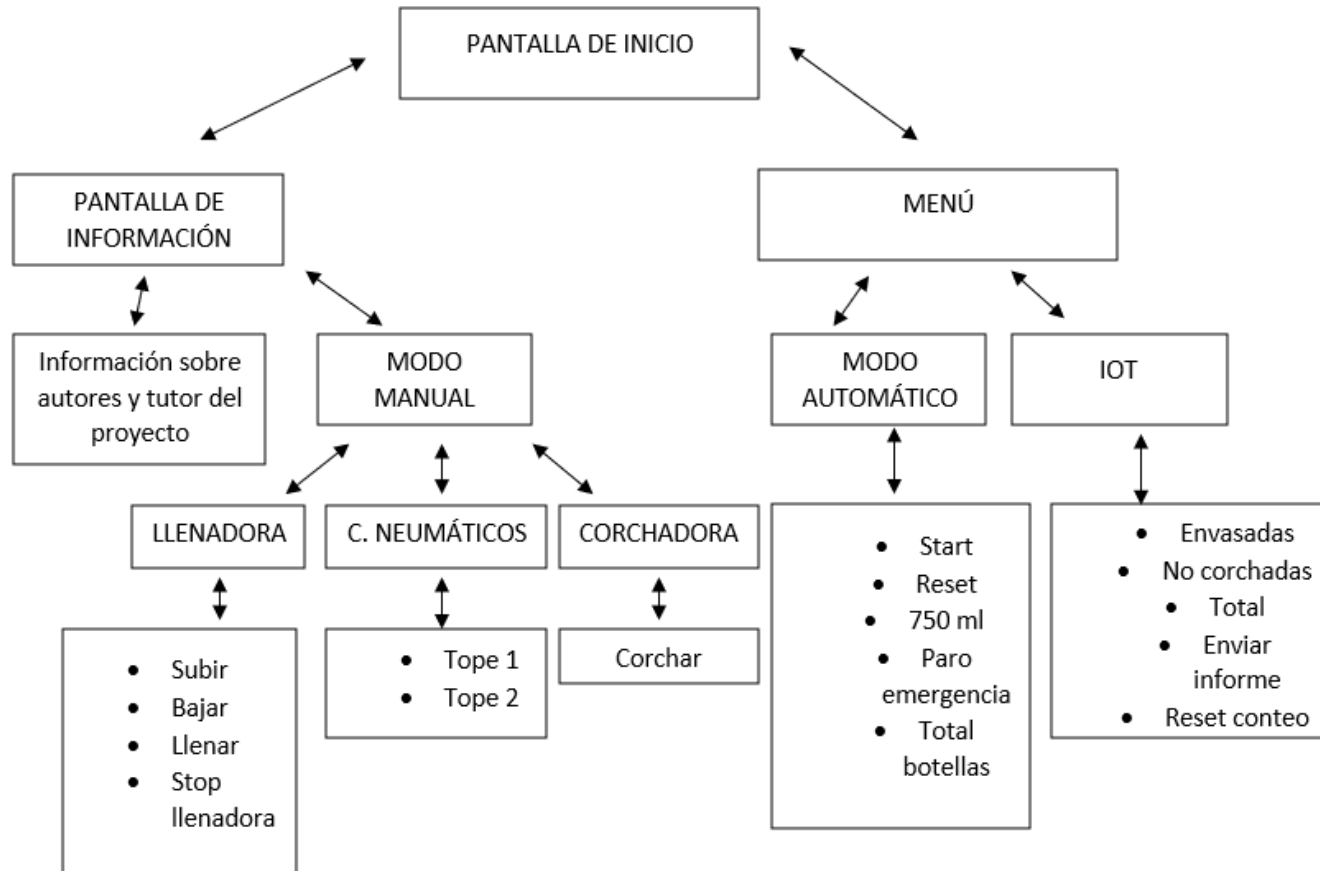 PANTALLA DE INICIO
PANTALLA DE
INFORMACIÓN
MENÚ
Información sobre
autores y tutor del
proyecto
MODO
MANUAL
MODO
AUTOMÁTICO
IOT
LLENADORA
C. NEUMÁTICOS
CORCHADORA
• Subir
• Bajar
• Llenar
• Stop
llenadora
• Tope 1
• Tope 2
Corchar
• Start
• Reset
• 750 ml
• Paro
emergencia
• Total
botellas
• Envasadas
• No corchadas
• Total
• Enviar
informe
• Reset conteo